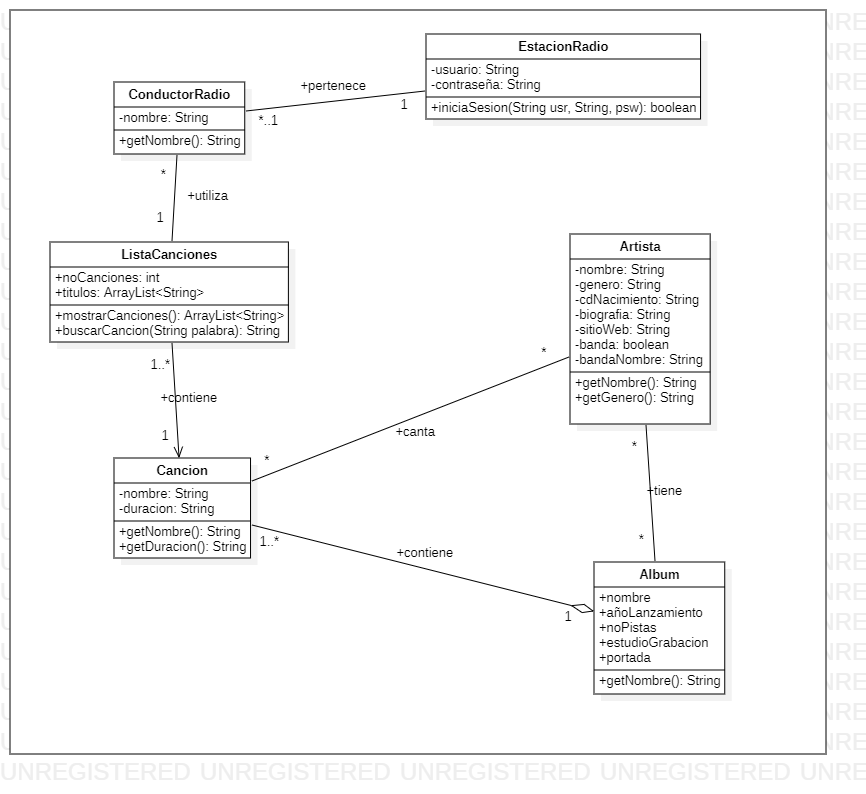 EstacionRadio
-usuario: String
-contraseña: String
+iniciaSesion(String usr, String, psw): boolean
ConductorRadio
-nombre: String
+getNombre(): String
+pertenece
*..1
1
*
+utiliza
1
ListaCanciones
+noCanciones: int
+titulos: ArrayList<String>
+mostrarCanciones(): ArrayList<String>
+buscarCancion(String palabra): String
Artista
-nombre: String
-genero: String
-cdNacimiento: String
-biografia: String
-sitioWeb: String
-banda: boolean
-bandaNombre: String
+getNombre(): String
+getGenero(): String
1..*
+contiene
1
*
+canta
*
Cancion
-nombre: String
-duracion: String
+getNombre(): String
+getDuracion(): String
*
+tiene
*
1..*
+contiene
1
Album
+nombre
+añoLanzamiento
+noPistas
+estudioGrabacion
+portada
+getNombre(): String
UNREGISTERED UNREGISTERED UNREGISTERED UNREGISTERED UNRE